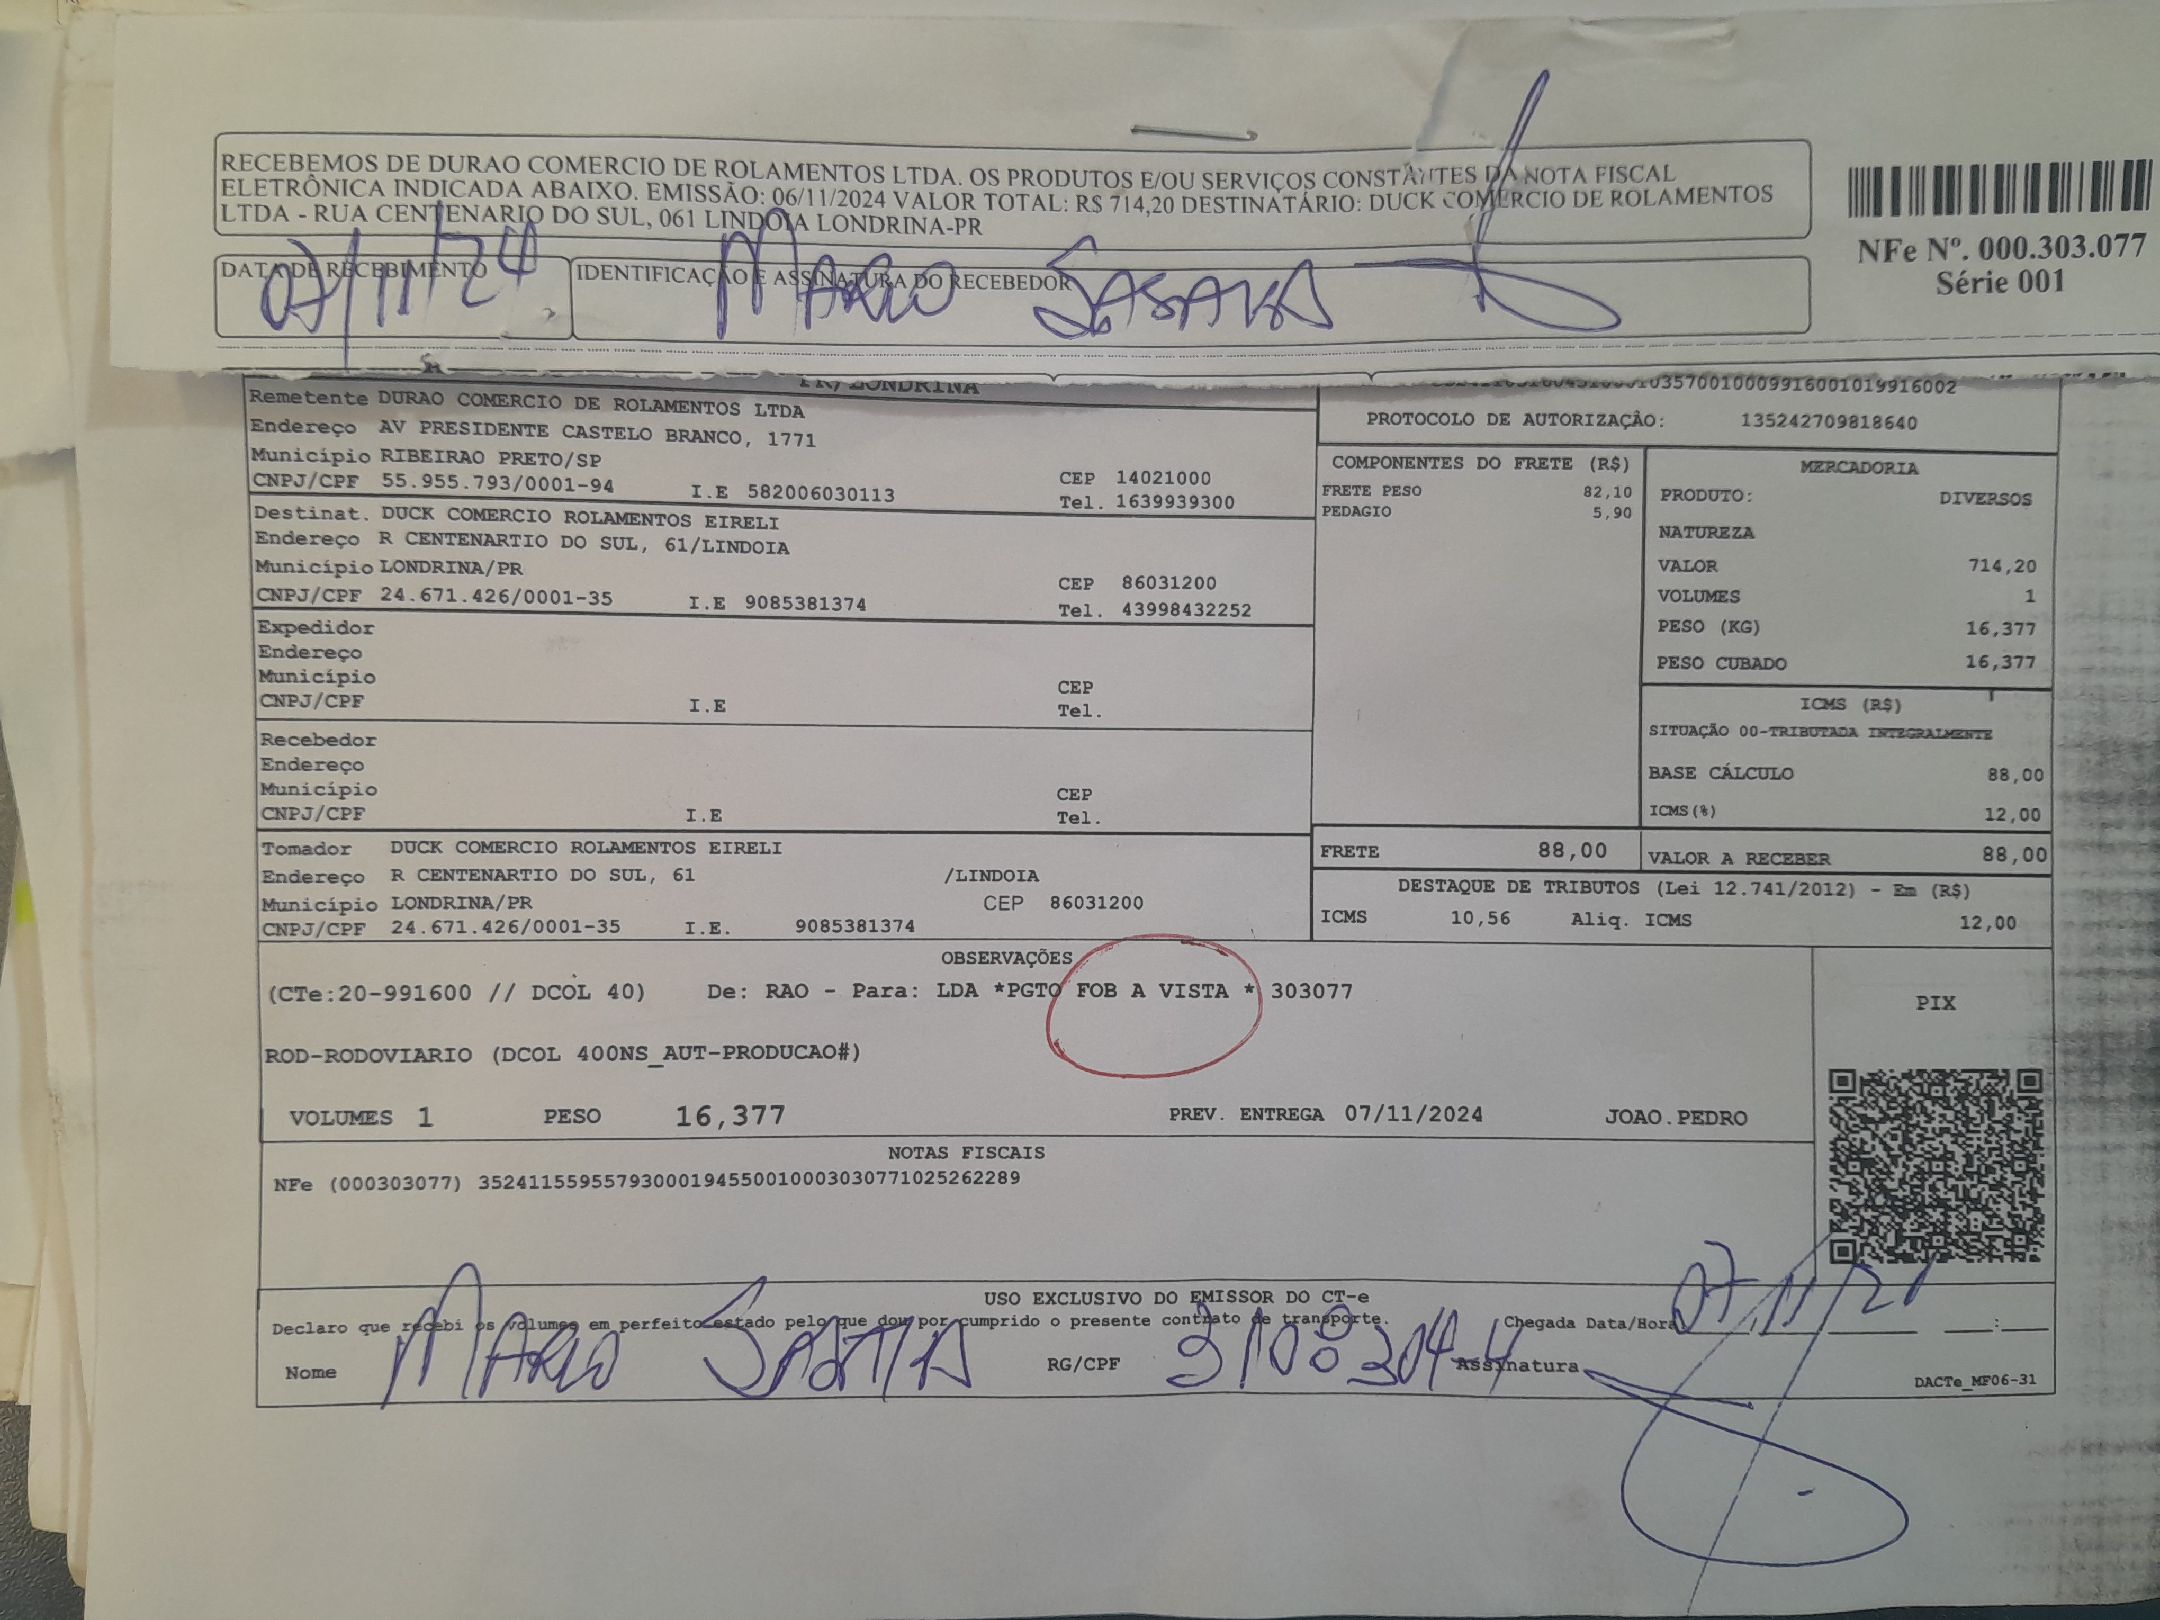 RECEBEMOS DE DURAO COMERCIO DE ROLAMENTOS LTDA. OS PRODUTOS E/OU SERVIÇOS CONSTANTES DA NOTA FISCAL
ELETRÔNICA INDICADA ABAIXO. EMISSÃO: 06/11/2024 VALOR TOTAL: R$ 714,20 DESTINATÁRIO: DUCK COMERCIO DE ROLAMENTOS
LTDA - RUA CENTENARIO DO SUL, 061 LINDOIA LONDRINA-PR
NFe Nº. 000.303.077
Série 001
DATA DE RECEBIMENTO
07/11/24
IDENTIFICAÇÃO E ASSINATURA DO RECEBEDOR
MARIO
PR/LONDRINA
Remetente DURAO COMERCIO DE ROLAMENTOS LTDA
Endereço AV PRESIDENTE CASTELO BRANCO, 1771
Município RIBEIRAO PRETO/SP
CEP 14021000
CNPJ/CPF 55.955.793/0001-94 I.E 582006030113 Tel. 1639939300
Destinat. DUCK COMERCIO ROLAMENTOS EIRELI
Endereço R CENTENARTIO DO SUL, 61/LINDOIA
Município LONDRINA/PR CEP 86031200
CNPJ/CPF 24.671.426/0001-35 I.E 9085381374 Tel. 43998432252
Expedidor
Endereço
Município CEP
CNPJ/CPF I.E Tel.
Recebedor
Endereço
Município CEP
CNPJ/CPF I.E Tel.
Tomador DUCK COMERCIO ROLAMENTOS EIRELI
Endereço R CENTENARTIO DO SUL, 61 /LINDOIA
Município LONDRINA/PR CEP 86031200
CNPJ/CPF 24.671.426/0001-35 I.E. 9085381374
PROTOCOLO DE AUTORIZAÇÃO: 135242709818640
COMPONENTES DO FRETE (R$)
FRETE PESO 82,10
PEDAGIO 5,90
MERCADORIA
PRODUTO: DIVERSOS
NATUREZA
VALOR 714,20
VOLUMES 1
PESO (KG) 16,377
PESO CUBADO 16,377
ICMS (R$)
SITUAÇÃO 00-TRIBUTADA INTEGRALMENTE
BASE CÁLCULO 88,00
ICMS(%) 12,00
FRETE 88,00 VALOR A RECEBER 88,00
DESTAQUE DE TRIBUTOS (Lei 12.741/2012) - Em (R$)
ICMS 10,56 Aliq. ICMS 12,00
OBSERVAÇÕES
(CTe:20-991600 // DCOL 40) De: RAO - Para: LDA *PGTO FOB A VISTA * 303077
ROD-RODOVIARIO (DCOL 400NS_AUT-PRODUCAO#)
VOLUMES 1 PESO 16,377 PREV. ENTREGA 07/11/2024 JOAO.PEDRO
PIX
NOTAS FISCAIS
NFe (000303077) 35241155955793000194550010003030771025262289
USO EXCLUSIVO DO EMISSOR DO CT-e
Declaro que recebi os volumes em perfeito estado pelo que dou por cumprido o presente contrato de transporte.
Chegada Data/Hora 07/11/ :
Nome MARIO RG/CPF Assinatura
DACTe_MF06-31